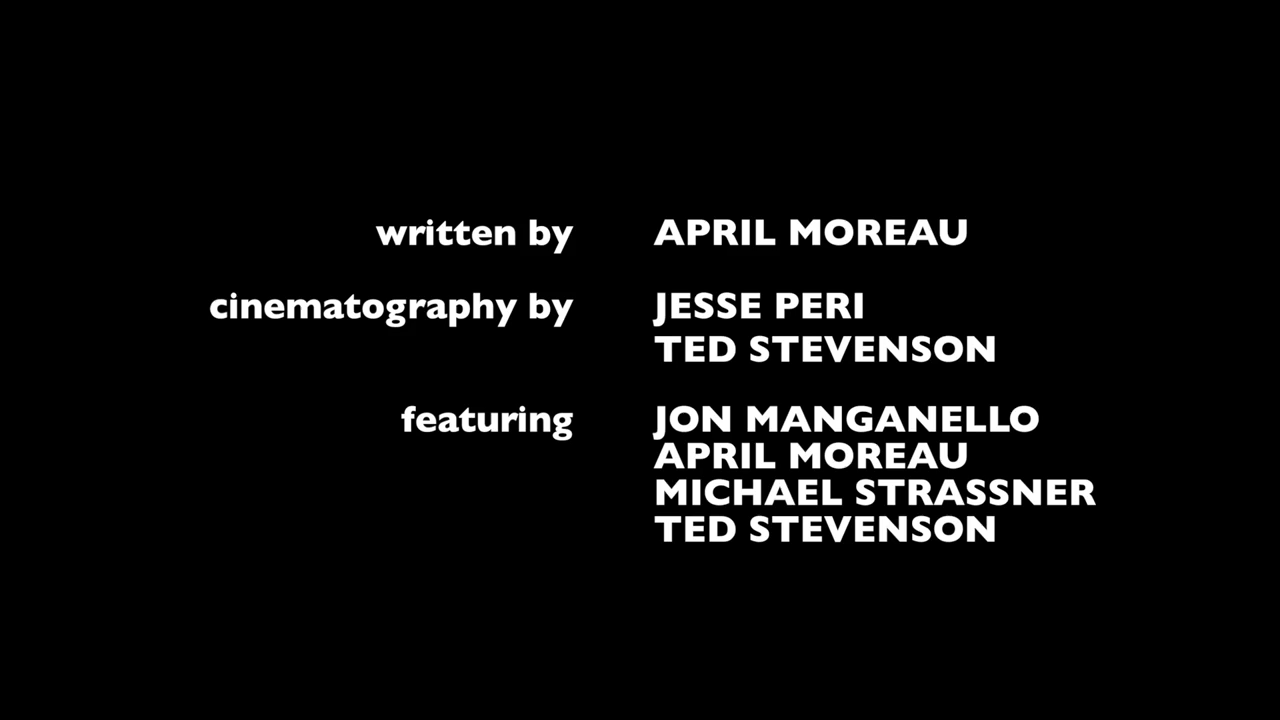 written by APRIL MOREAU
cinematography by JESSE PERI
TED STEVENSON
featuring JON MANGANELLO
APRIL MOREAU
MICHAEL STRASSNER
TED STEVENSON